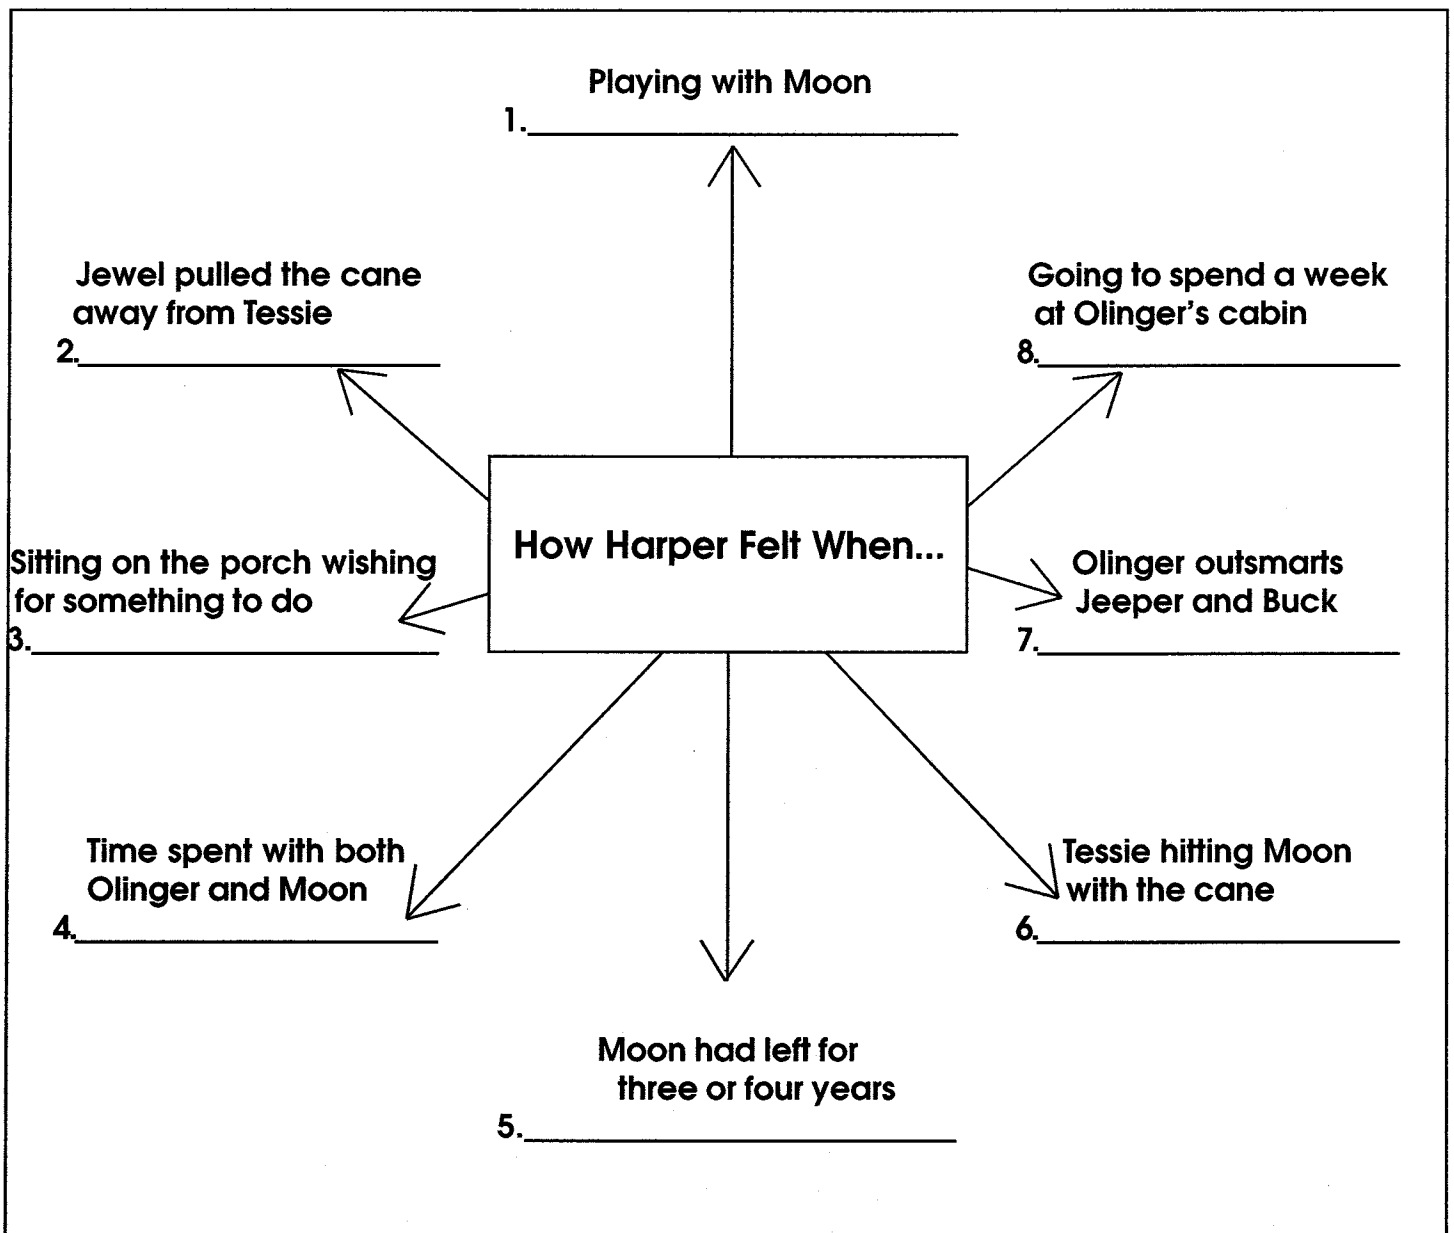 Playing with Moon
1.
Jewel pulled the cane
away from Tessie
2.
Going to spend a week
at Olinger's cabin
8.
How Harper Felt When...
Sitting on the porch wishing
for something to do
3.
Olinger outsmarts
Jeeper and Buck
7.
Time spent with both
Olinger and Moon
4.
Tessie hitting Moon
with the cane
6.
Moon had left for
three or four years
5.